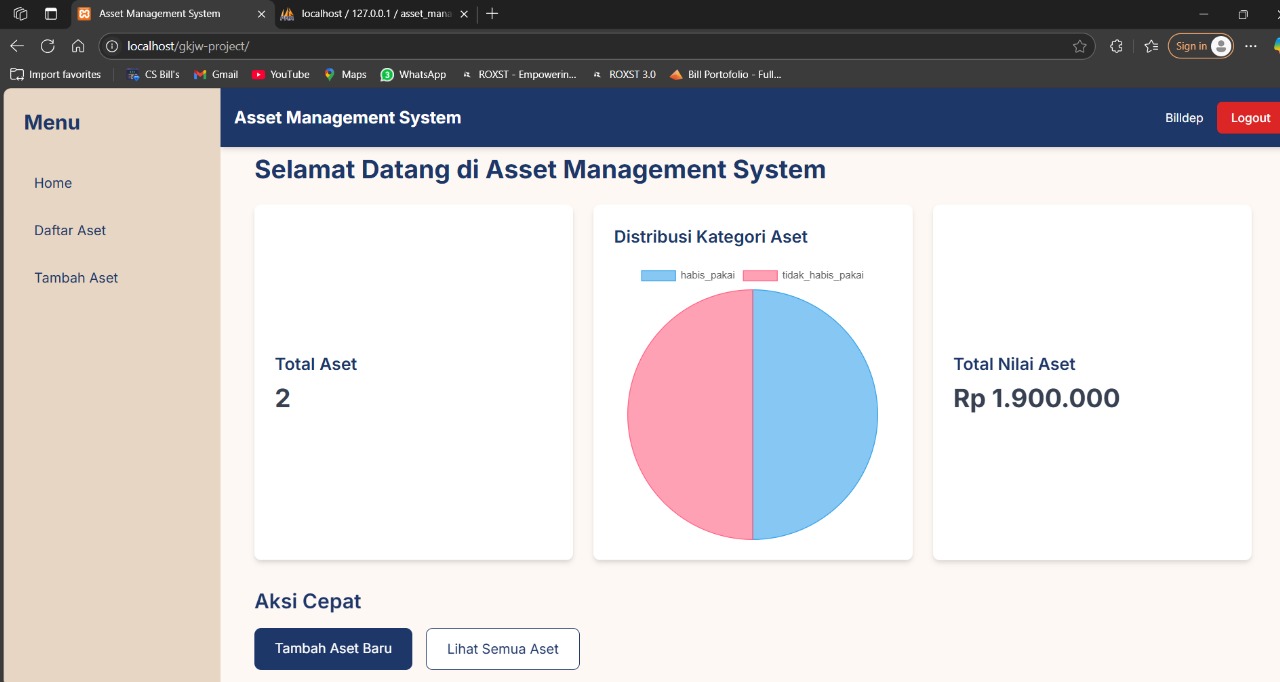 Asset Management System
localhost / 127.0.0.1 / asset_mana
localhost/gkjw-project/
Sign in
Import favorites
CS Bill's
Gmail
YouTube
Maps
3
WhatsApp
ROXST - Empowerin...
ROXST 3.0
Bill Portofolio - Full...
Menu
Home
Daftar Aset
Tambah Aset
Asset Management System
Billdep
Logout
Selamat Datang di Asset Management System
Total Aset
2
Distribusi Kategori Aset
habis_pakai
tidak_habis_pakai
Total Nilai Aset
Rp 1.900.000
Aksi Cepat
Tambah Aset Baru
Lihat Semua Aset